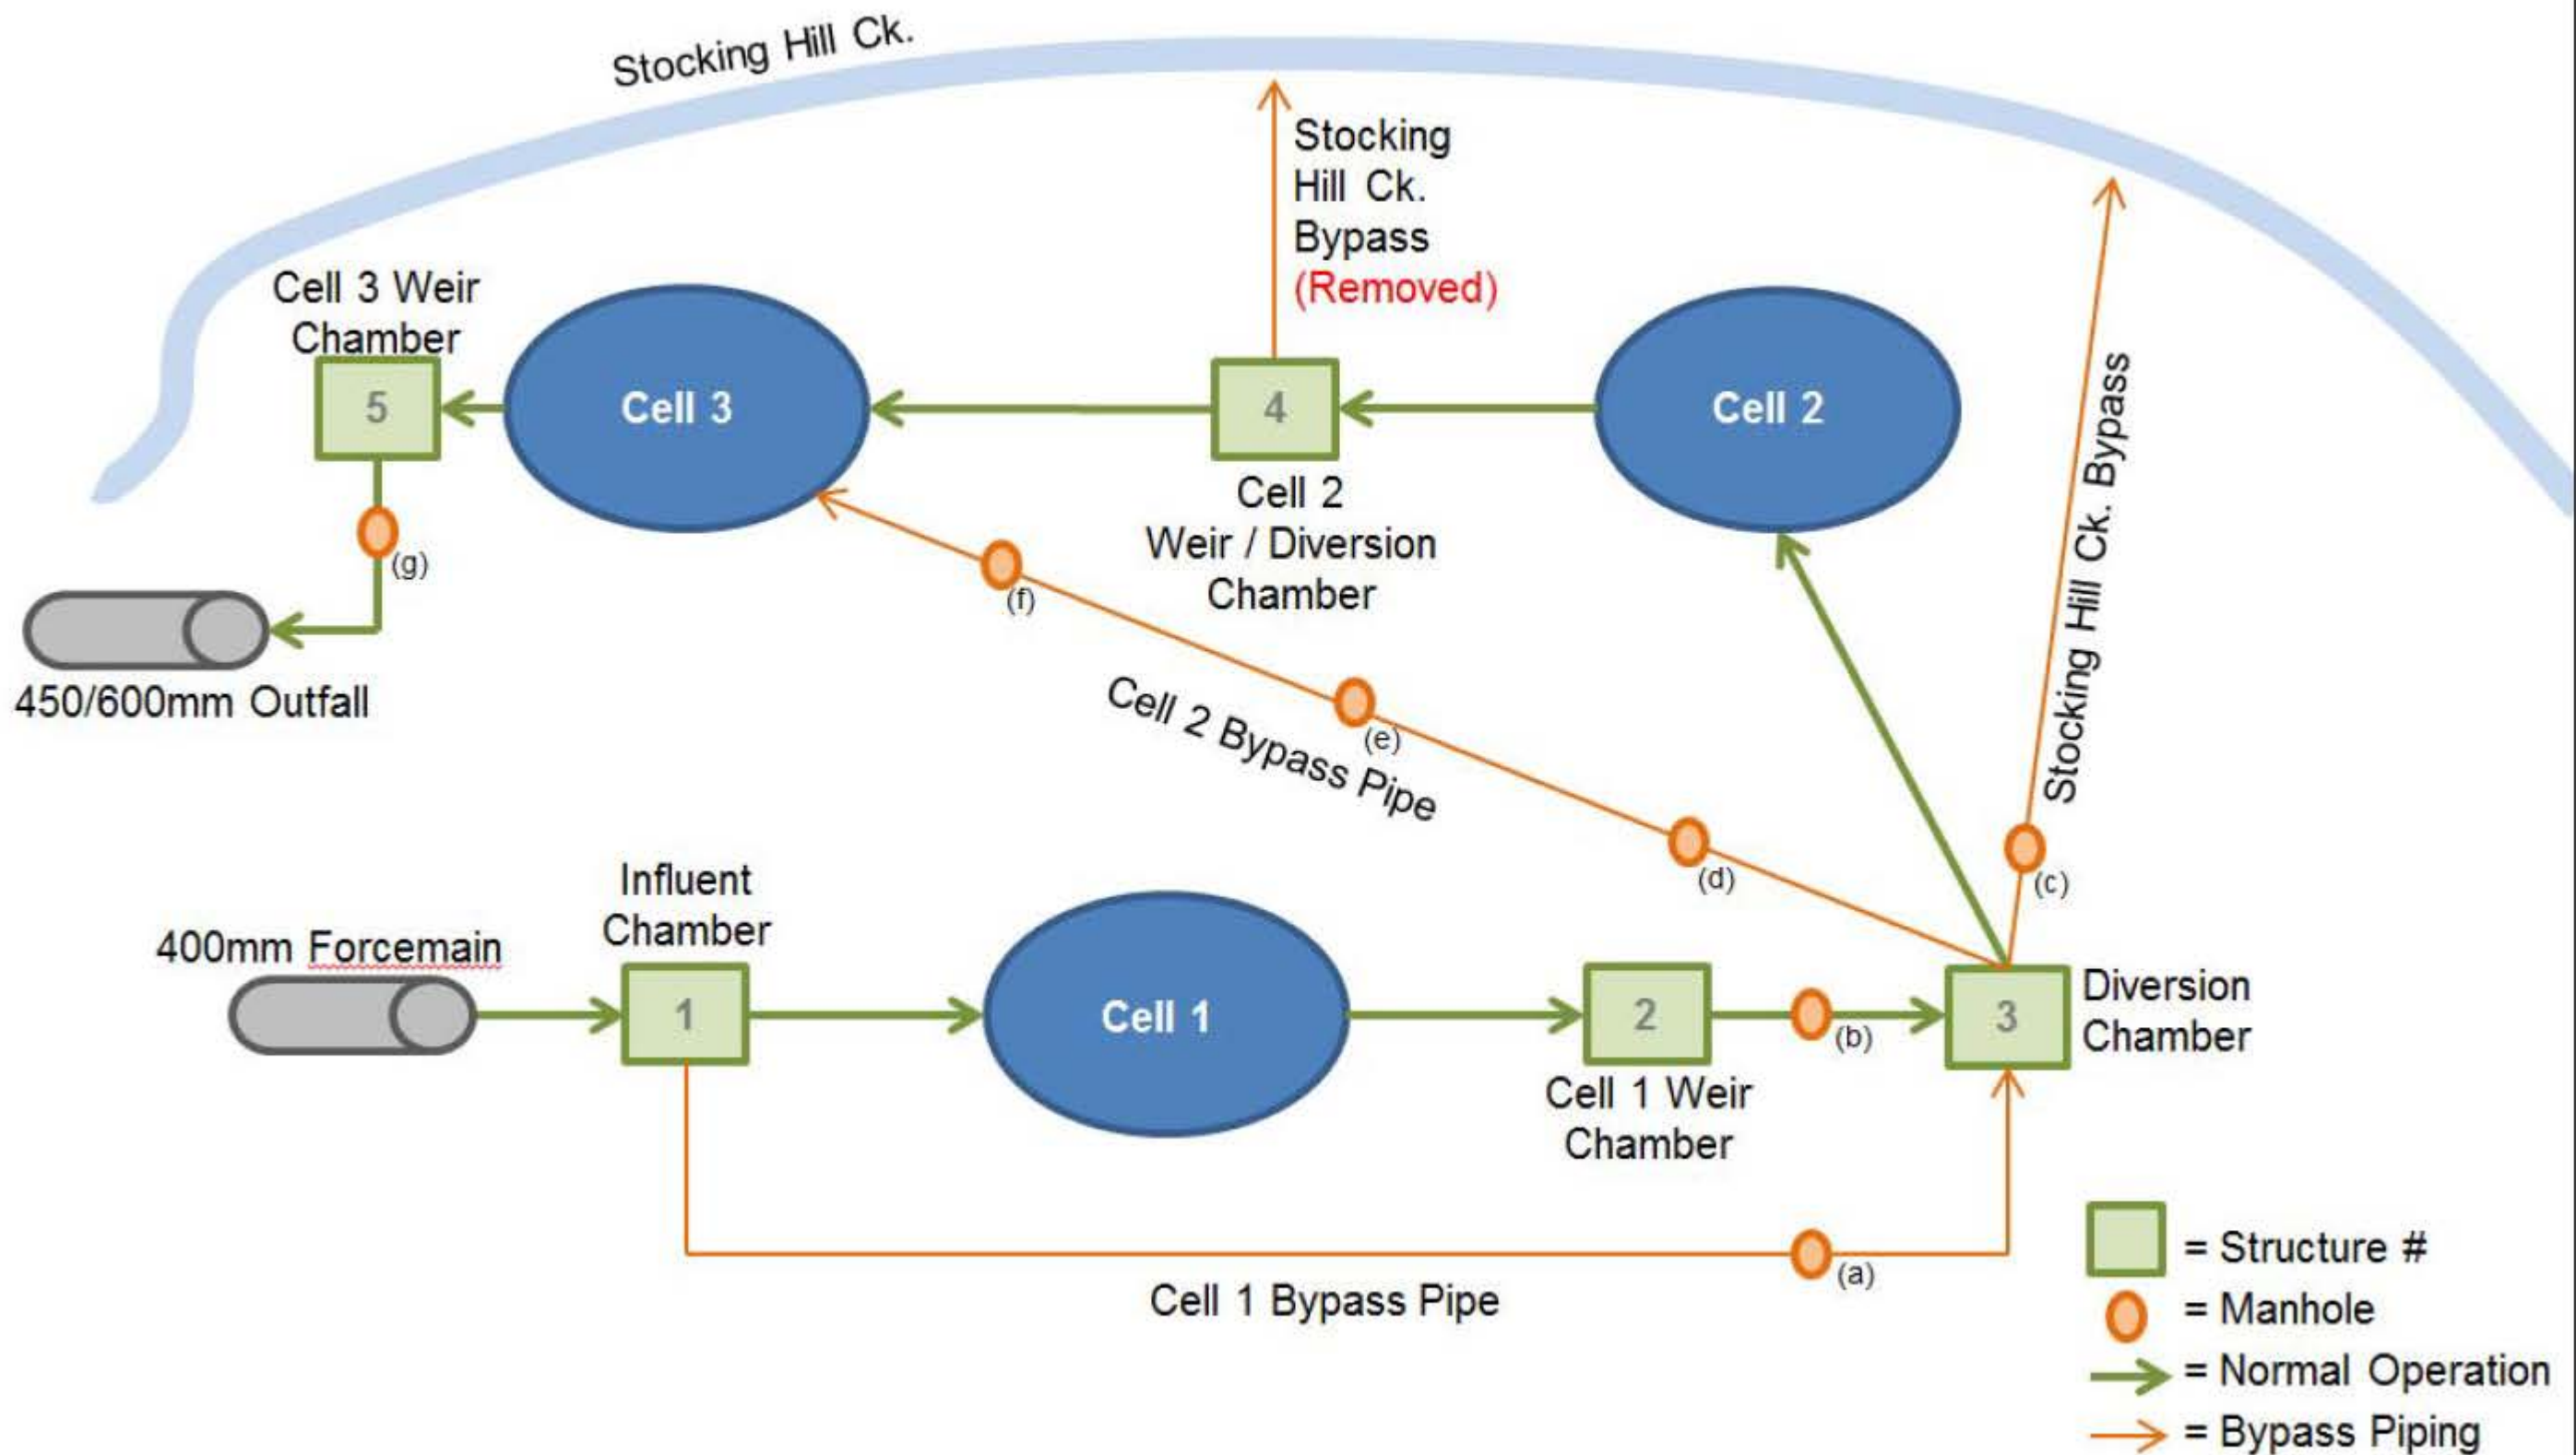 Stocking Hill Ck.
Stocking
Hill Ck.
Bypass
(Removed)
Cell 3 Weir
Chamber
5
Cell 3
4
Cell 2
Cell 2
Weir / Diversion
Chamber
Stocking Hill Ck. Bypass
(g)
450/600mm Outfall
(f)
(e)
Cell 2 Bypass Pipe
(d)
(c)
Influent
Chamber
400mm Forcemain
1
Cell 1
2
(b)
3
Diversion
Chamber
Cell 1 Weir
Chamber
(a)
Cell 1 Bypass Pipe
= Structure #
= Manhole
= Normal Operation
= Bypass Piping